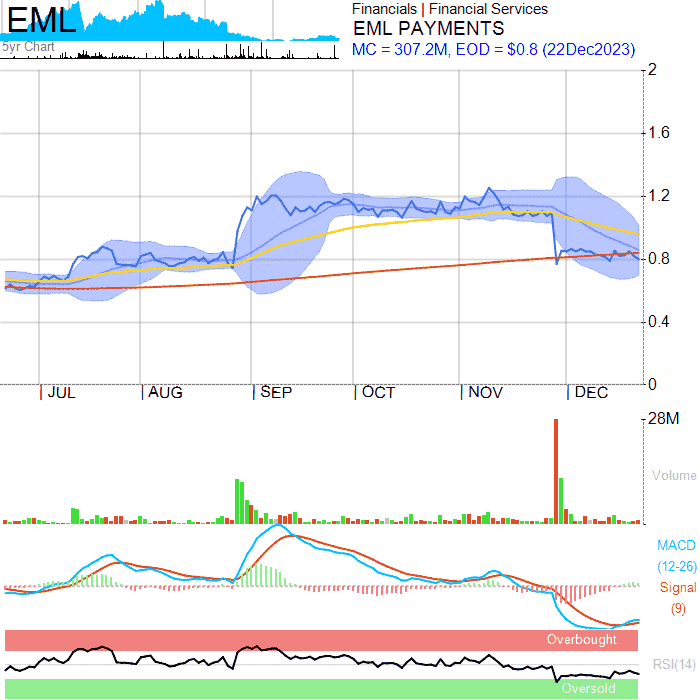 EML
5yr Chart
Financials | Financial Services
EML PAYMENTS
MC = 307.2M, EOD = $0.8 (22Dec2023)
2
1.6
1.2
0.8
0.4
0
JUL AUG SEP OCT NOV DEC
28M
Volume
MACD
(12-26)
Signal
(9)
Overbought
RSI(14)
Oversold